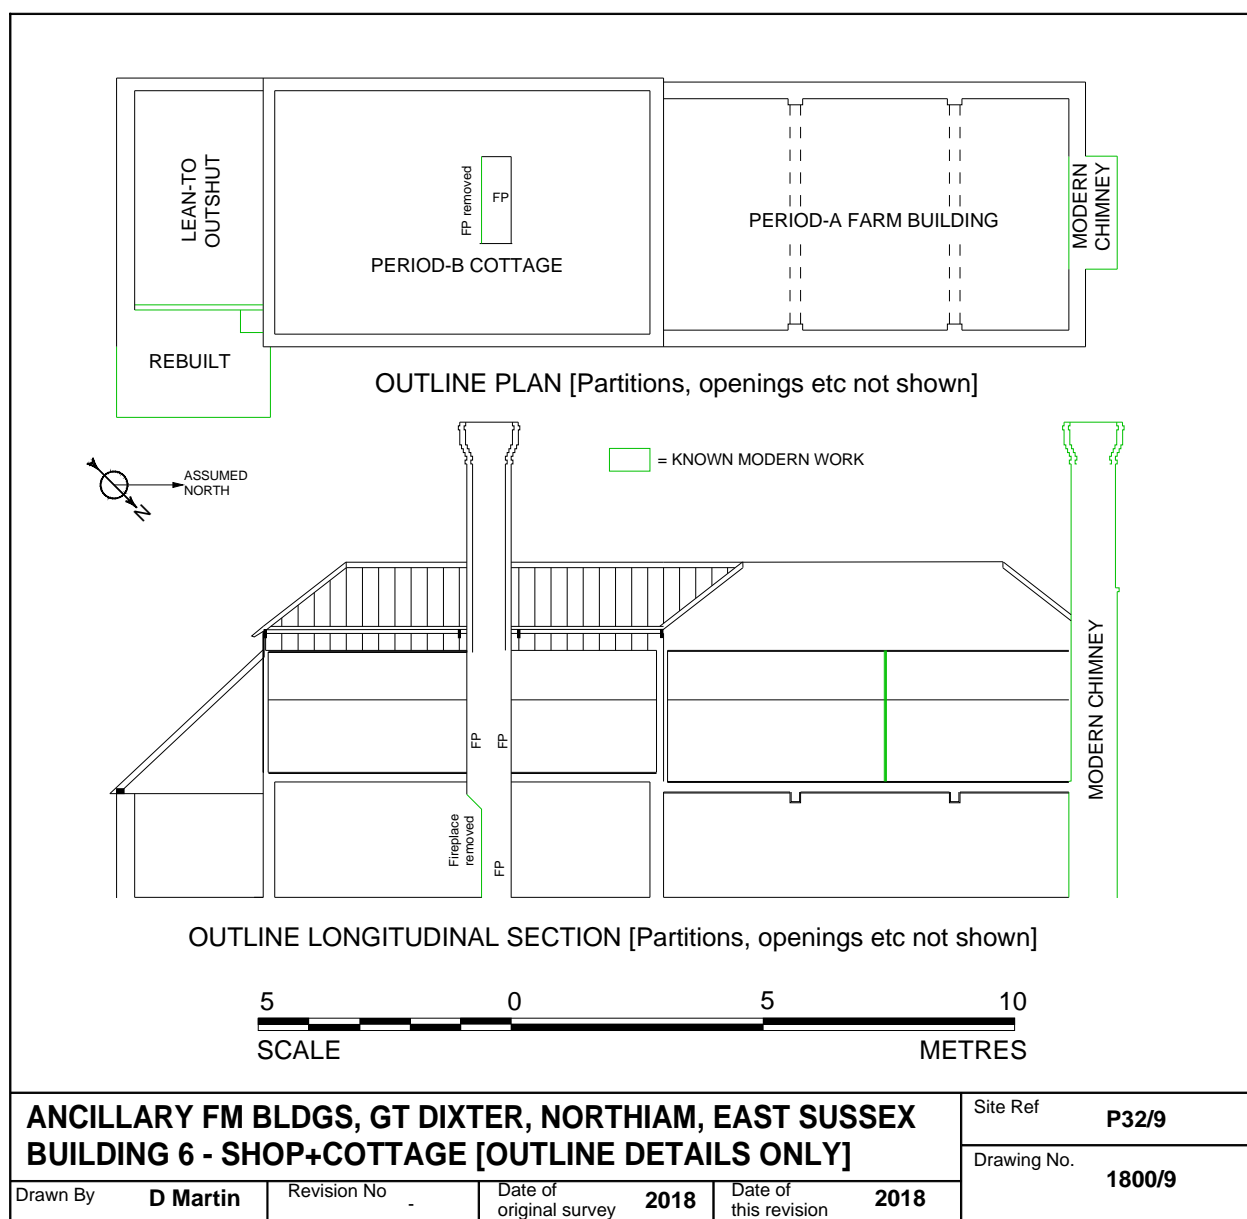 LEAN-TO
OUTSHUT
FP removed
FP
PERIOD-B COTTAGE
PERIOD-A FARM BUILDING
MODERN
CHIMNEY
REBUILT
OUTLINE PLAN [Partitions, openings etc not shown]
ASSUMED
NORTH
N
= KNOWN MODERN WORK
FP
FP
Fireplace
removed
FP
MODERN CHIMNEY
OUTLINE LONGITUDINAL SECTION [Partitions, openings etc not shown]
5 0 5 10
SCALE METRES
ANCILLARY FM BLDGS, GT DIXTER, NORTHIAM, EAST SUSSEX
BUILDING 6 - SHOP+COTTAGE [OUTLINE DETAILS ONLY]
Site Ref P32/9
Drawing No.
1800/9
Drawn By D Martin
Revision No -
Date of
original survey 2018
Date of
this revision 2018